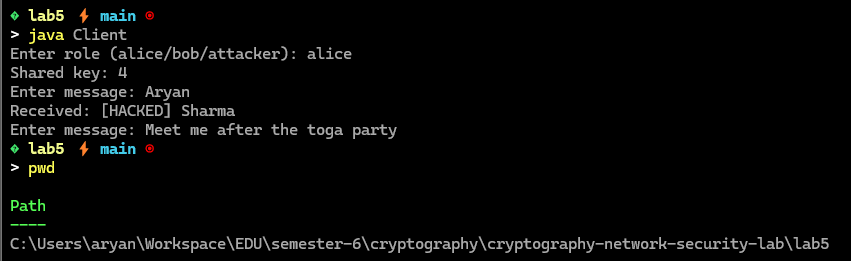 lab5 main
> java Client
Enter role (alice/bob/attacker): alice
Shared key: 4
Enter message: Aryan
Received: [HACKED] Sharma
Enter message: Meet me after the toga party
lab5 main
> pwd
Path
----
C:\Users\aryan\Workspace\EDU\semester-6\cryptography\cryptography-network-security-lab\lab5